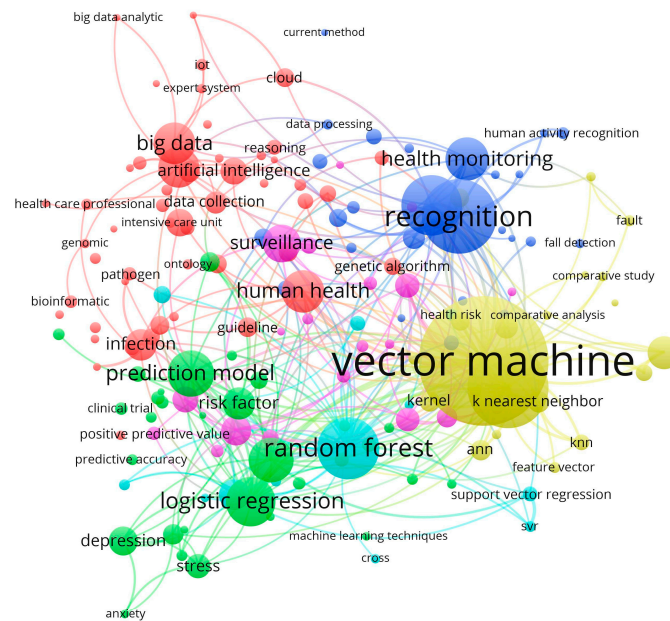 big data analytic
current method
iot
cloud
expert system
data processing
human activity recognition
big data
reasoning
health monitoring
artificial intelligence
health care professional
data collection
recognition
intensive care unit
fault
genomic
surveillance
fall detection
ontology
genetic algorithm
pathogen
comparative study
human health
bioinformatic
health risk
comparative analysis
guideline
infection
vector machine
prediction model
risk factor
kernel
k nearest neighbor
clinical trial
positive predictive value
random forest
knn
ann
predictive accuracy
feature vector
logistic regression
support vector regression
svr
depression
machine learning techniques
cross
stress
anxiety